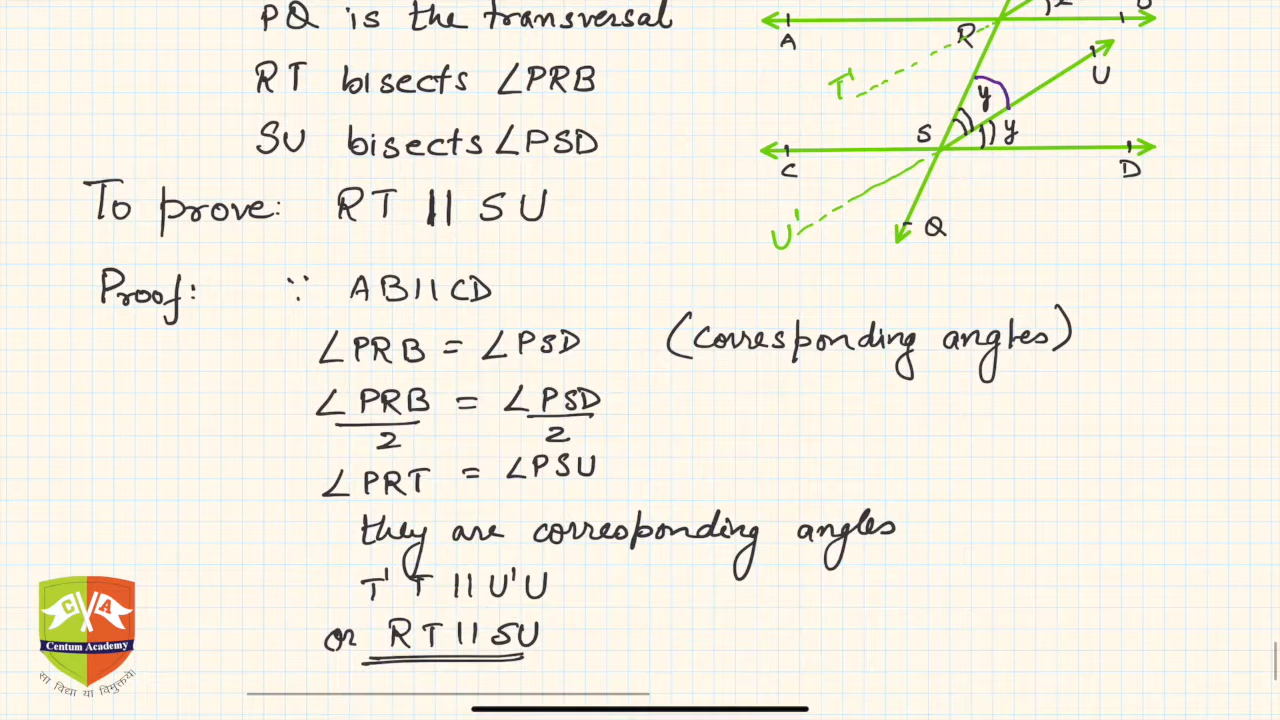 PQ is the transversal
RT bisects ∠PRB
SU bisects ∠PSD
To prove: RT || SU
Proof: ∵ AB || CD
∠PRB = ∠PSD (corresponding angles)
∠PRB/2 = ∠PSD/2
∠PRT = ∠PSU
they are corresponding angles
T'T || U'U
or RT || SU
A
R
T'
U
y
S
y
C
D
U'
Q
C A
Centum Academy
सा विद्या या विमुक्तये